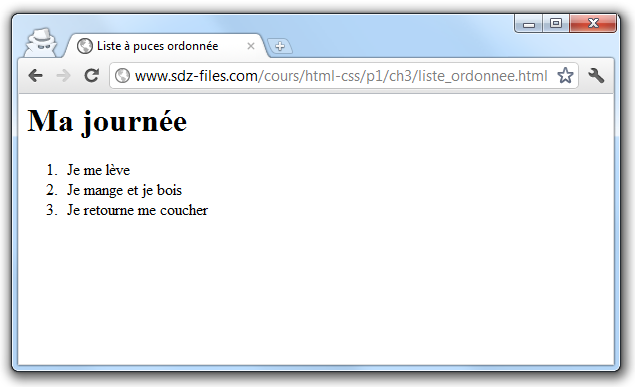 Liste à puces ordonnée
www.sdz-files.com/cours/html-css/p1/ch3/liste_ordonnee.html
Ma journée
1. Je me lève
2. Je mange et je bois
3. Je retourne me coucher